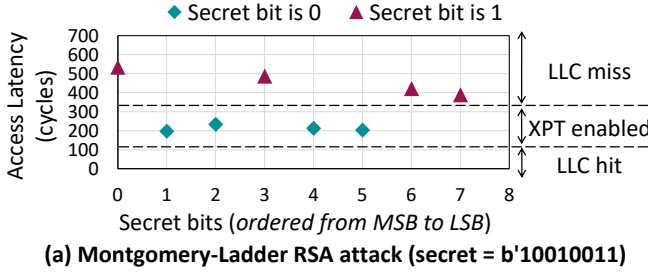 Secret bit is 0 Secret bit is 1
Access Latency
(cycles)
700
600
500
400
300
200
100
0
LLC miss
XPT enabled
LLC hit
0 1 2 3 4 5 6 7 8
Secret bits (ordered from MSB to LSB)
(a) Montgomery-Ladder RSA attack (secret = b'10010011)